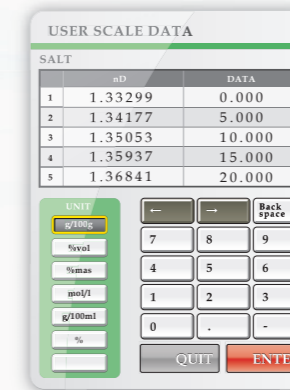 USER SCALE DATA
SALT
nD DATA
1 1.33299 0.000
2 1.34177 5.000
3 1.35053 10.000
4 1.35937 15.000
5 1.36841 20.000
UNIT
← → Back space
g/100g
7 8 9
%vol
%mas
4 5 6
mol/l
1 2 3
g/100ml
0 . -
%
QUIT ENTE